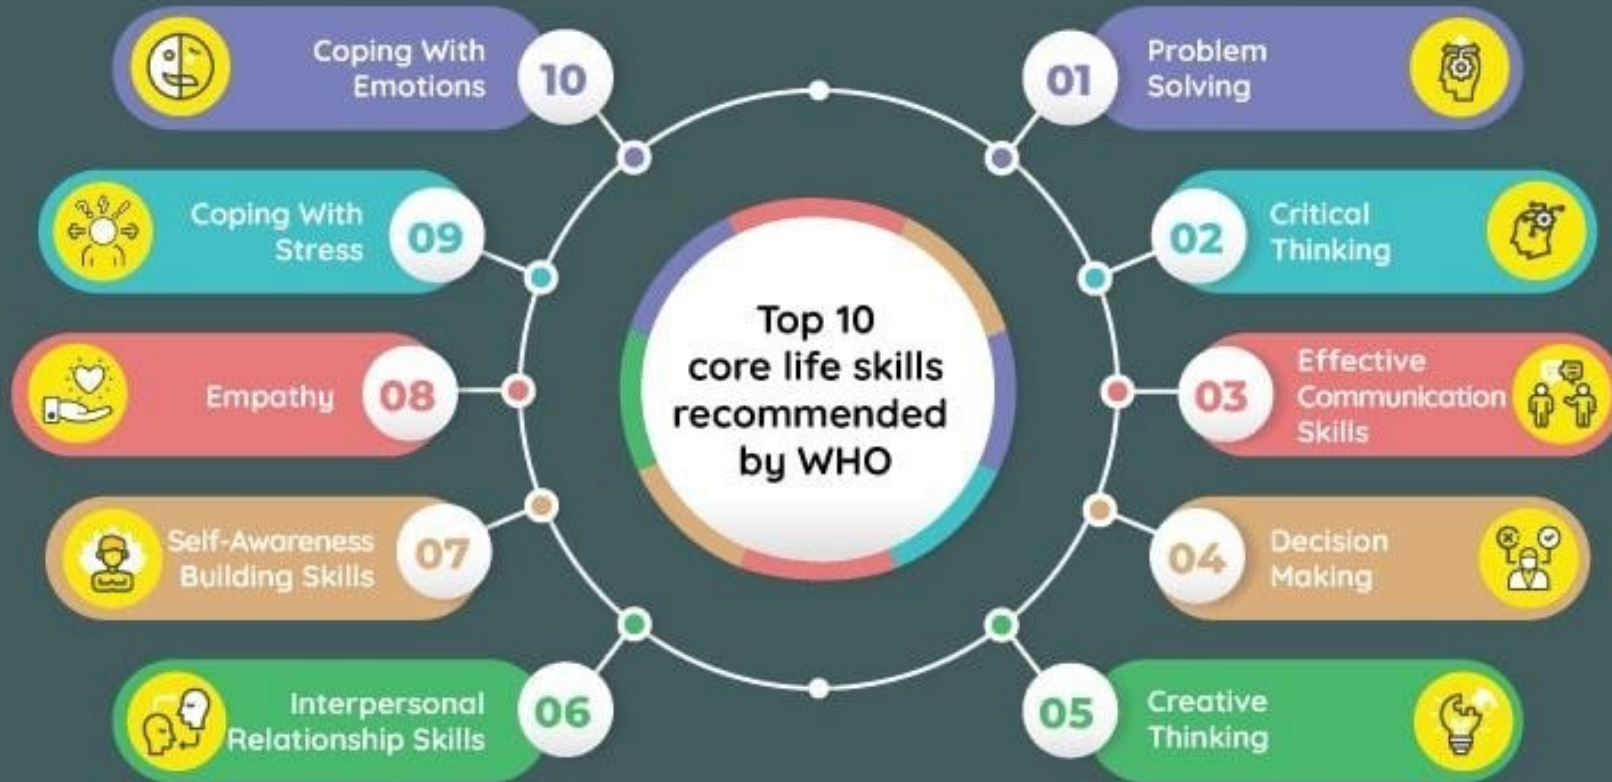 Top 10
core life skills
recommended
by WHO
01
Problem
Solving
02
Critical
Thinking
03
Effective
Communication
Skills
04
Decision
Making
05
Creative
Thinking
06
Interpersonal
Relationship Skills
07
Self-Awareness
Building Skills
08
Empathy
09
Coping With
Stress
10
Coping With
Emotions